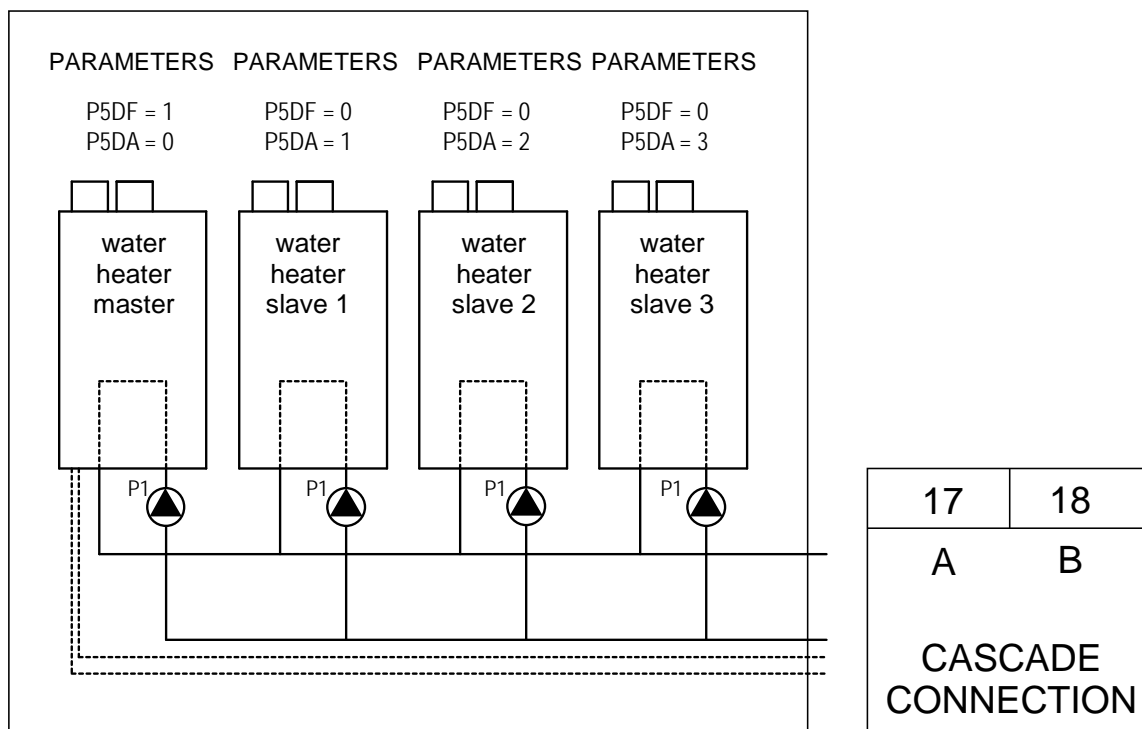 PARAMETERS PARAMETERS PARAMETERS PARAMETERS
P5DF = 1 P5DF = 0 P5DF = 0 P5DF = 0
P5DA = 0 P5DA = 1 P5DA = 2 P5DA = 3
water water water water
heater heater heater heater
master slave 1 slave 2 slave 3
P1 P1 P1 P1
17 18
A B
CASCADE
CONNECTION